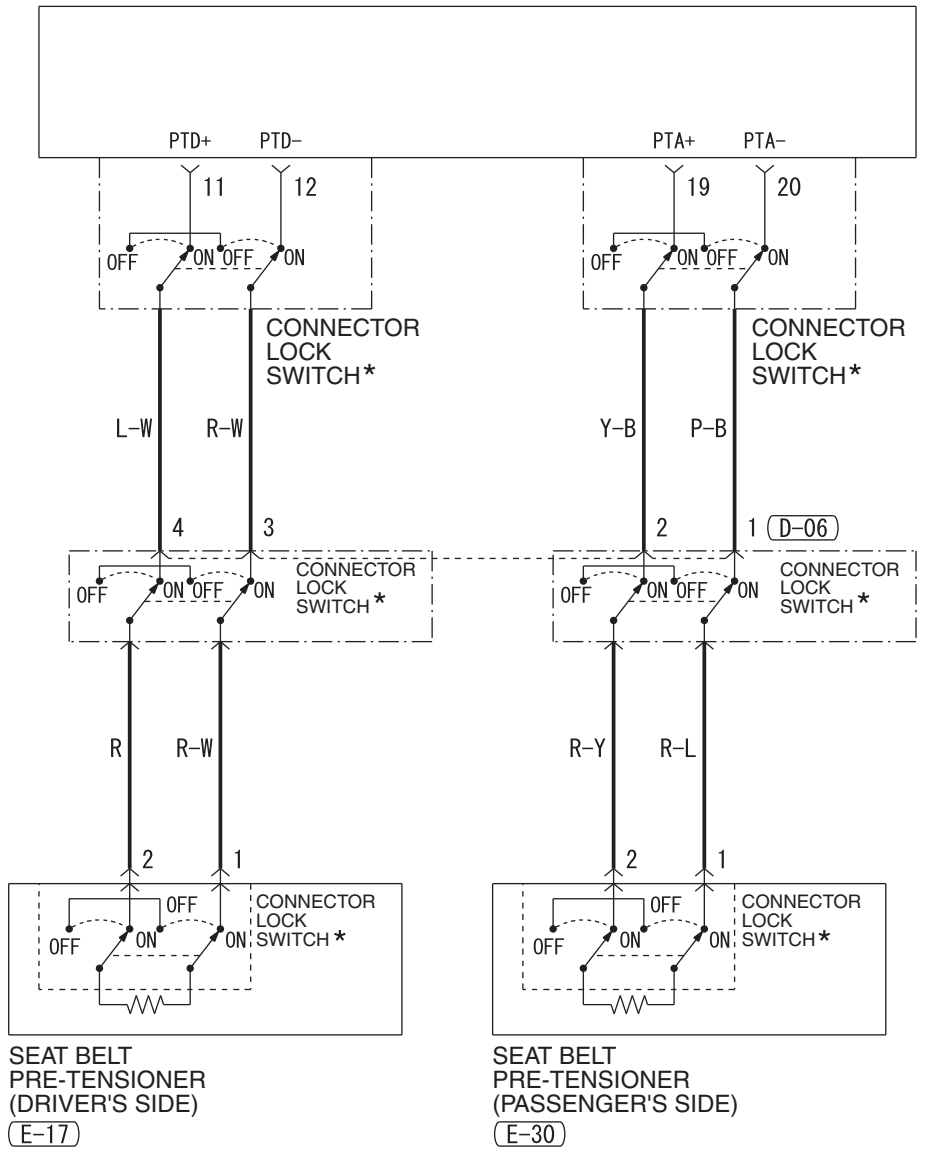 PTD+ PTD- PTA+ PTA-
11 12 19 20
OFF ON OFF ON OFF ON OFF ON
CONNECTOR
LOCK
SWITCH*
CONNECTOR
LOCK
SWITCH*
L-W R-W Y-B P-B
4 3 2 1 D-06
OFF ON OFF ON
CONNECTOR
LOCK
SWITCH*
OFF ON OFF ON
CONNECTOR
LOCK
SWITCH*
R R-W R-Y R-L
2 1 2 1
OFF ON OFF ON
CONNECTOR
LOCK
SWITCH*
OFF ON OFF ON
CONNECTOR
LOCK
SWITCH*
SEAT BELT
PRE-TENSIONER
(DRIVER'S SIDE)
E-17
SEAT BELT
PRE-TENSIONER
(PASSENGER'S SIDE)
E-30